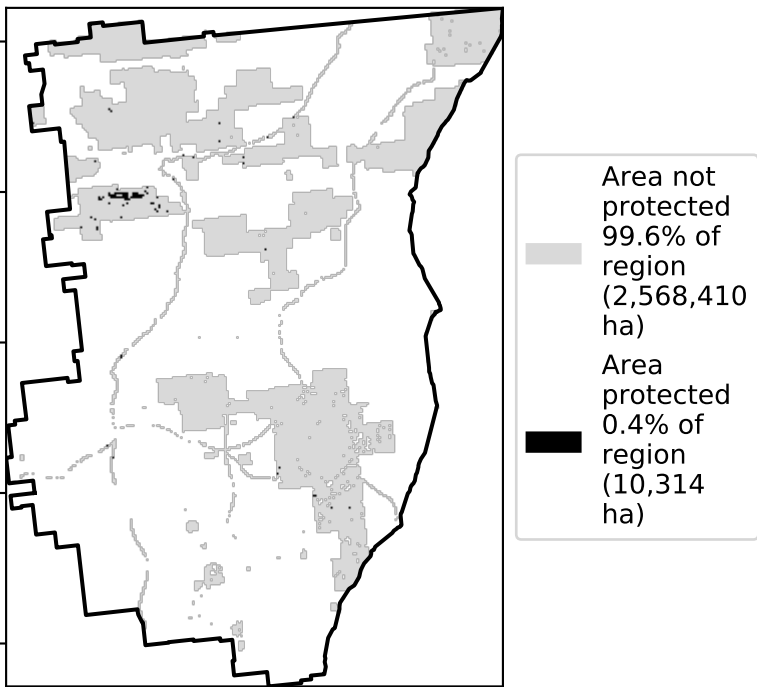 Area not
protected
99.6% of
region
(2,568,410
ha)
Area
protected
0.4% of
region
(10,314
ha)